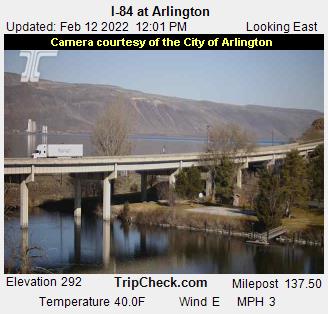 I-84 at Arlington
Updated: Feb 12 2022 12:01 PM Looking East
Camera courtesy of the City of Arlington
Elevation 292 TripCheck.com Milepost 137.50
Temperature 40.0F Wind E MPH 3